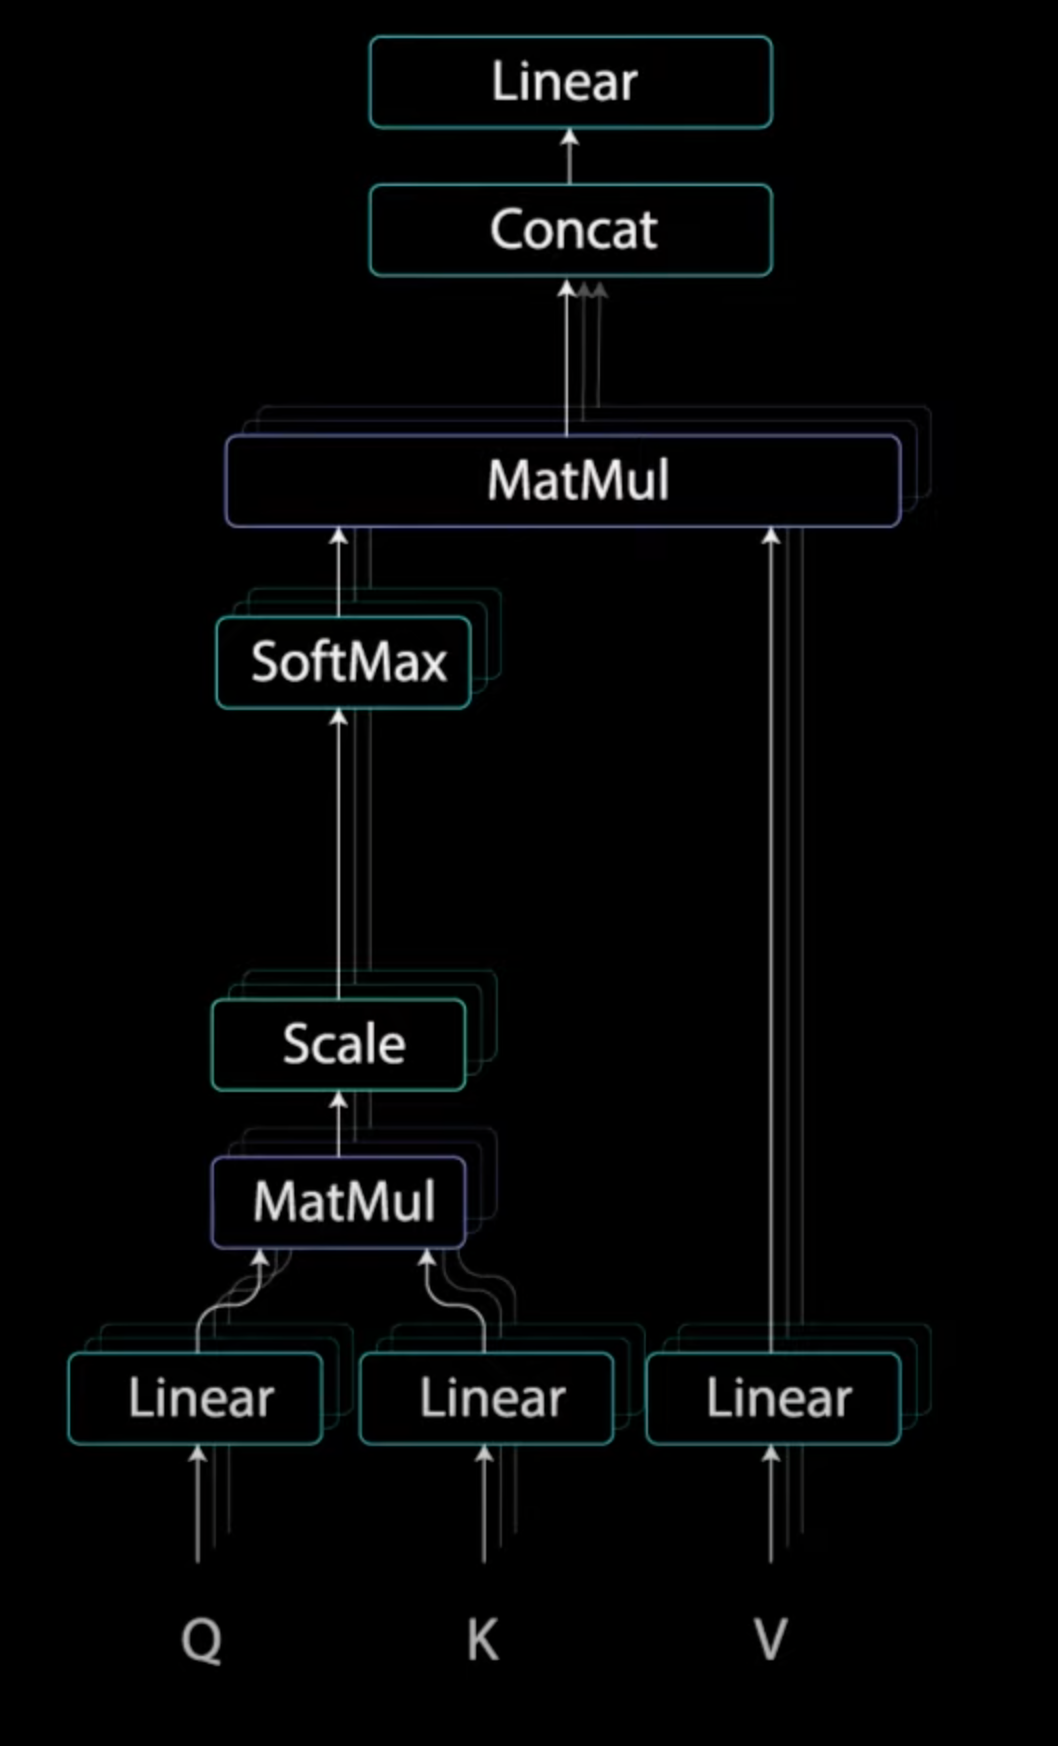 Linear
Concat
MatMul
SoftMax
Scale
MatMul
Linear Linear Linear
Q K V